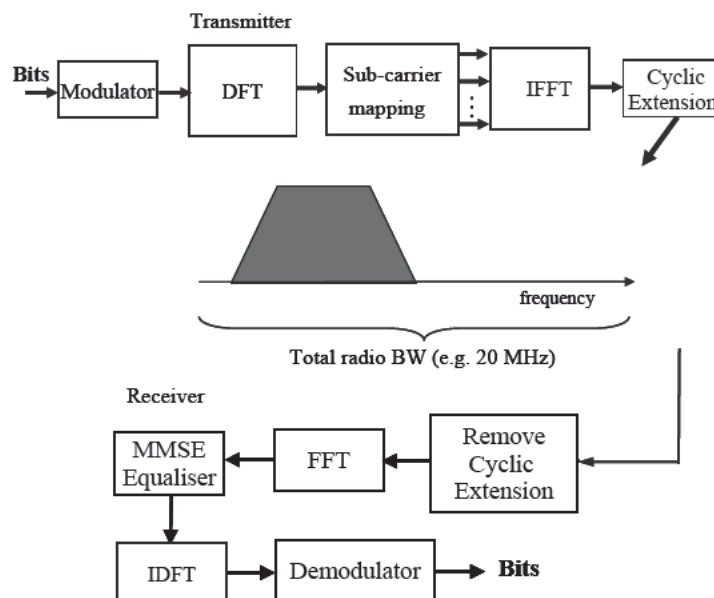 Transmitter
Bits
Modulator
DFT
Sub-carrier
mapping
IFFT
Cyclic
Extension
frequency
Total radio BW (e.g. 20 MHz)
Receiver
MMSE
Equaliser
FFT
Remove
Cyclic
Extension
IDFT
Demodulator
Bits